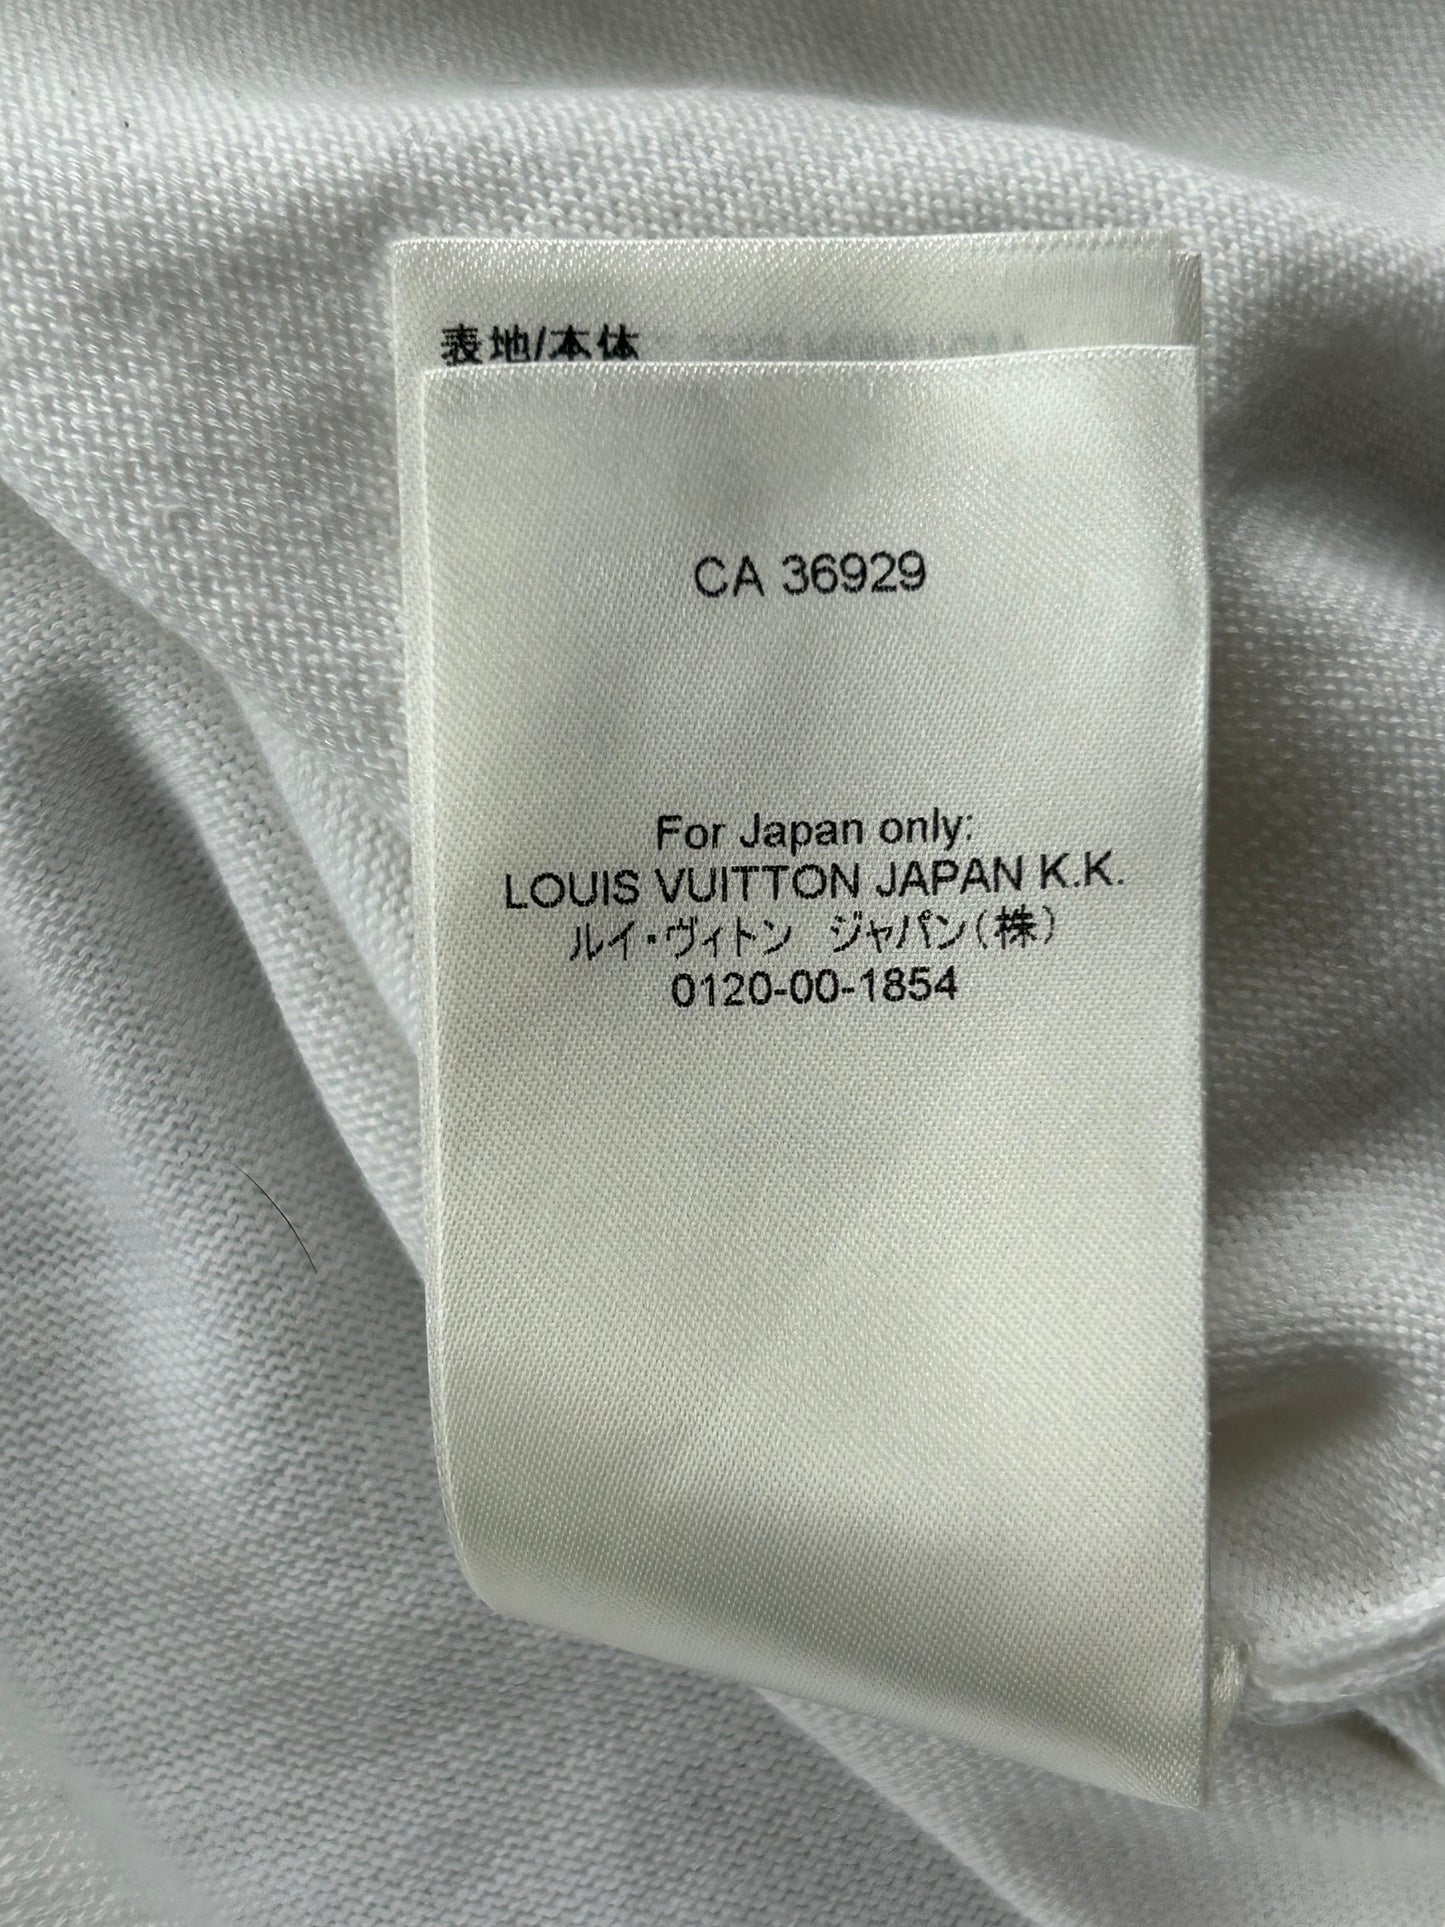 表地/本体
CA 36929
For Japan only:
LOUIS VUITTON JAPAN K.K.
ルイ・ヴィトン ジャパン(株)
0120-00-1854